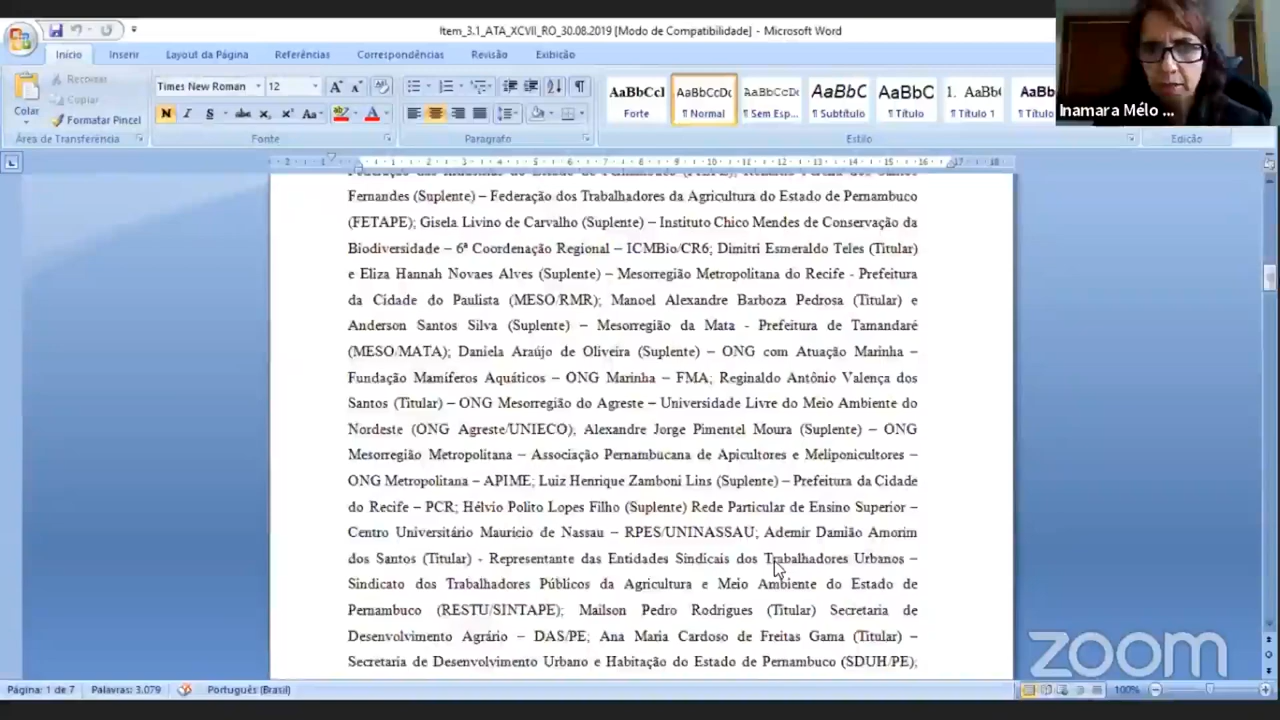 Item_3.1_ATA_XCVII_RO_30.08.2019 [Modo de Compatibilidade] - Microsoft Word
Início Inserir Layout da Página Referências Correspondências Revisão Exibição
Colar
Recortar
Copiar
Formatar Pincel
Área de Transferência
Times New Roman 12
N I S abc x₂ x² Aa
Fonte
Parágrafo
AaBbCcI AaBbCcDc AaBbCcDc AaBbC AaBbC 1. AaBb(
Forte ¶ Normal ¶ Sem Esp... ¶ Subtítulo ¶ Título ¶ Título 1
Estilo
Edição
Inamara Mélo ...
Fernandes (Suplente) – Federação dos Trabalhadores da Agricultura do Estado de Pernambuco
(FETAPE); Gisela Livino de Carvalho (Suplente) – Instituto Chico Mendes de Conservação da
Biodiversidade – 6ª Coordenação Regional – ICMBio/CR6; Dimitri Esmeraldo Teles (Titular)
e Eliza Hannah Novaes Alves (Suplente) – Mesorregião Metropolitana do Recife - Prefeitura
da Cidade do Paulista (MESO/RMR); Manoel Alexandre Barboza Pedrosa (Titular) e
Anderson Santos Silva (Suplente) – Mesorregião da Mata - Prefeitura de Tamandaré
(MESO/MATA); Daniela Araújo de Oliveira (Suplente) – ONG com Atuação Marinha –
Fundação Mamíferos Aquáticos – ONG Marinha – FMA; Reginaldo Antônio Valença dos
Santos (Titular) – ONG Mesorregião do Agreste – Universidade Livre do Meio Ambiente do
Nordeste (ONG Agreste/UNIECO); Alexandre Jorge Pimentel Moura (Suplente) – ONG
Mesorregião Metropolitana – Associação Pernambucana de Apicultores e Meliponicultores –
ONG Metropolitana – APIME; Luiz Henrique Zamboni Lins (Suplente) – Prefeitura da Cidade
do Recife – PCR; Hélvio Polito Lopes Filho (Suplente) Rede Particular de Ensino Superior –
Centro Universitário Mauricio de Nassau – RPES/UNINASSAU; Ademir Damião Amorim
dos Santos (Titular) - Representante das Entidades Sindicais dos Trabalhadores Urbanos –
Sindicato dos Trabalhadores Públicos da Agricultura e Meio Ambiente do Estado de
Pernambuco (RESTU/SINTAPE); Mailson Pedro Rodrigues (Titular) Secretaria de
Desenvolvimento Agrário – DAS/PE; Ana Maria Cardoso de Freitas Gama (Titular) –
Secretaria de Desenvolvimento Urbano e Habitação do Estado de Pernambuco (SDUH/PE);
zoom
Página: 1 de 7 Palavras: 3.079 Português (Brasil) 100%